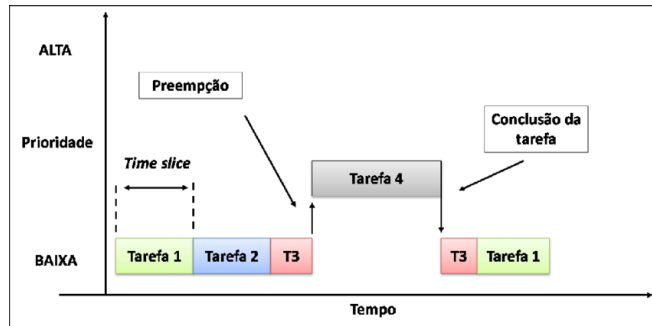 ALTA
Preempção
Conclusão da
tarefa
Prioridade
Time slice
Tarefa 4
BAIXA
Tarefa 1
Tarefa 2
T3
T3
Tarefa 1
Tempo